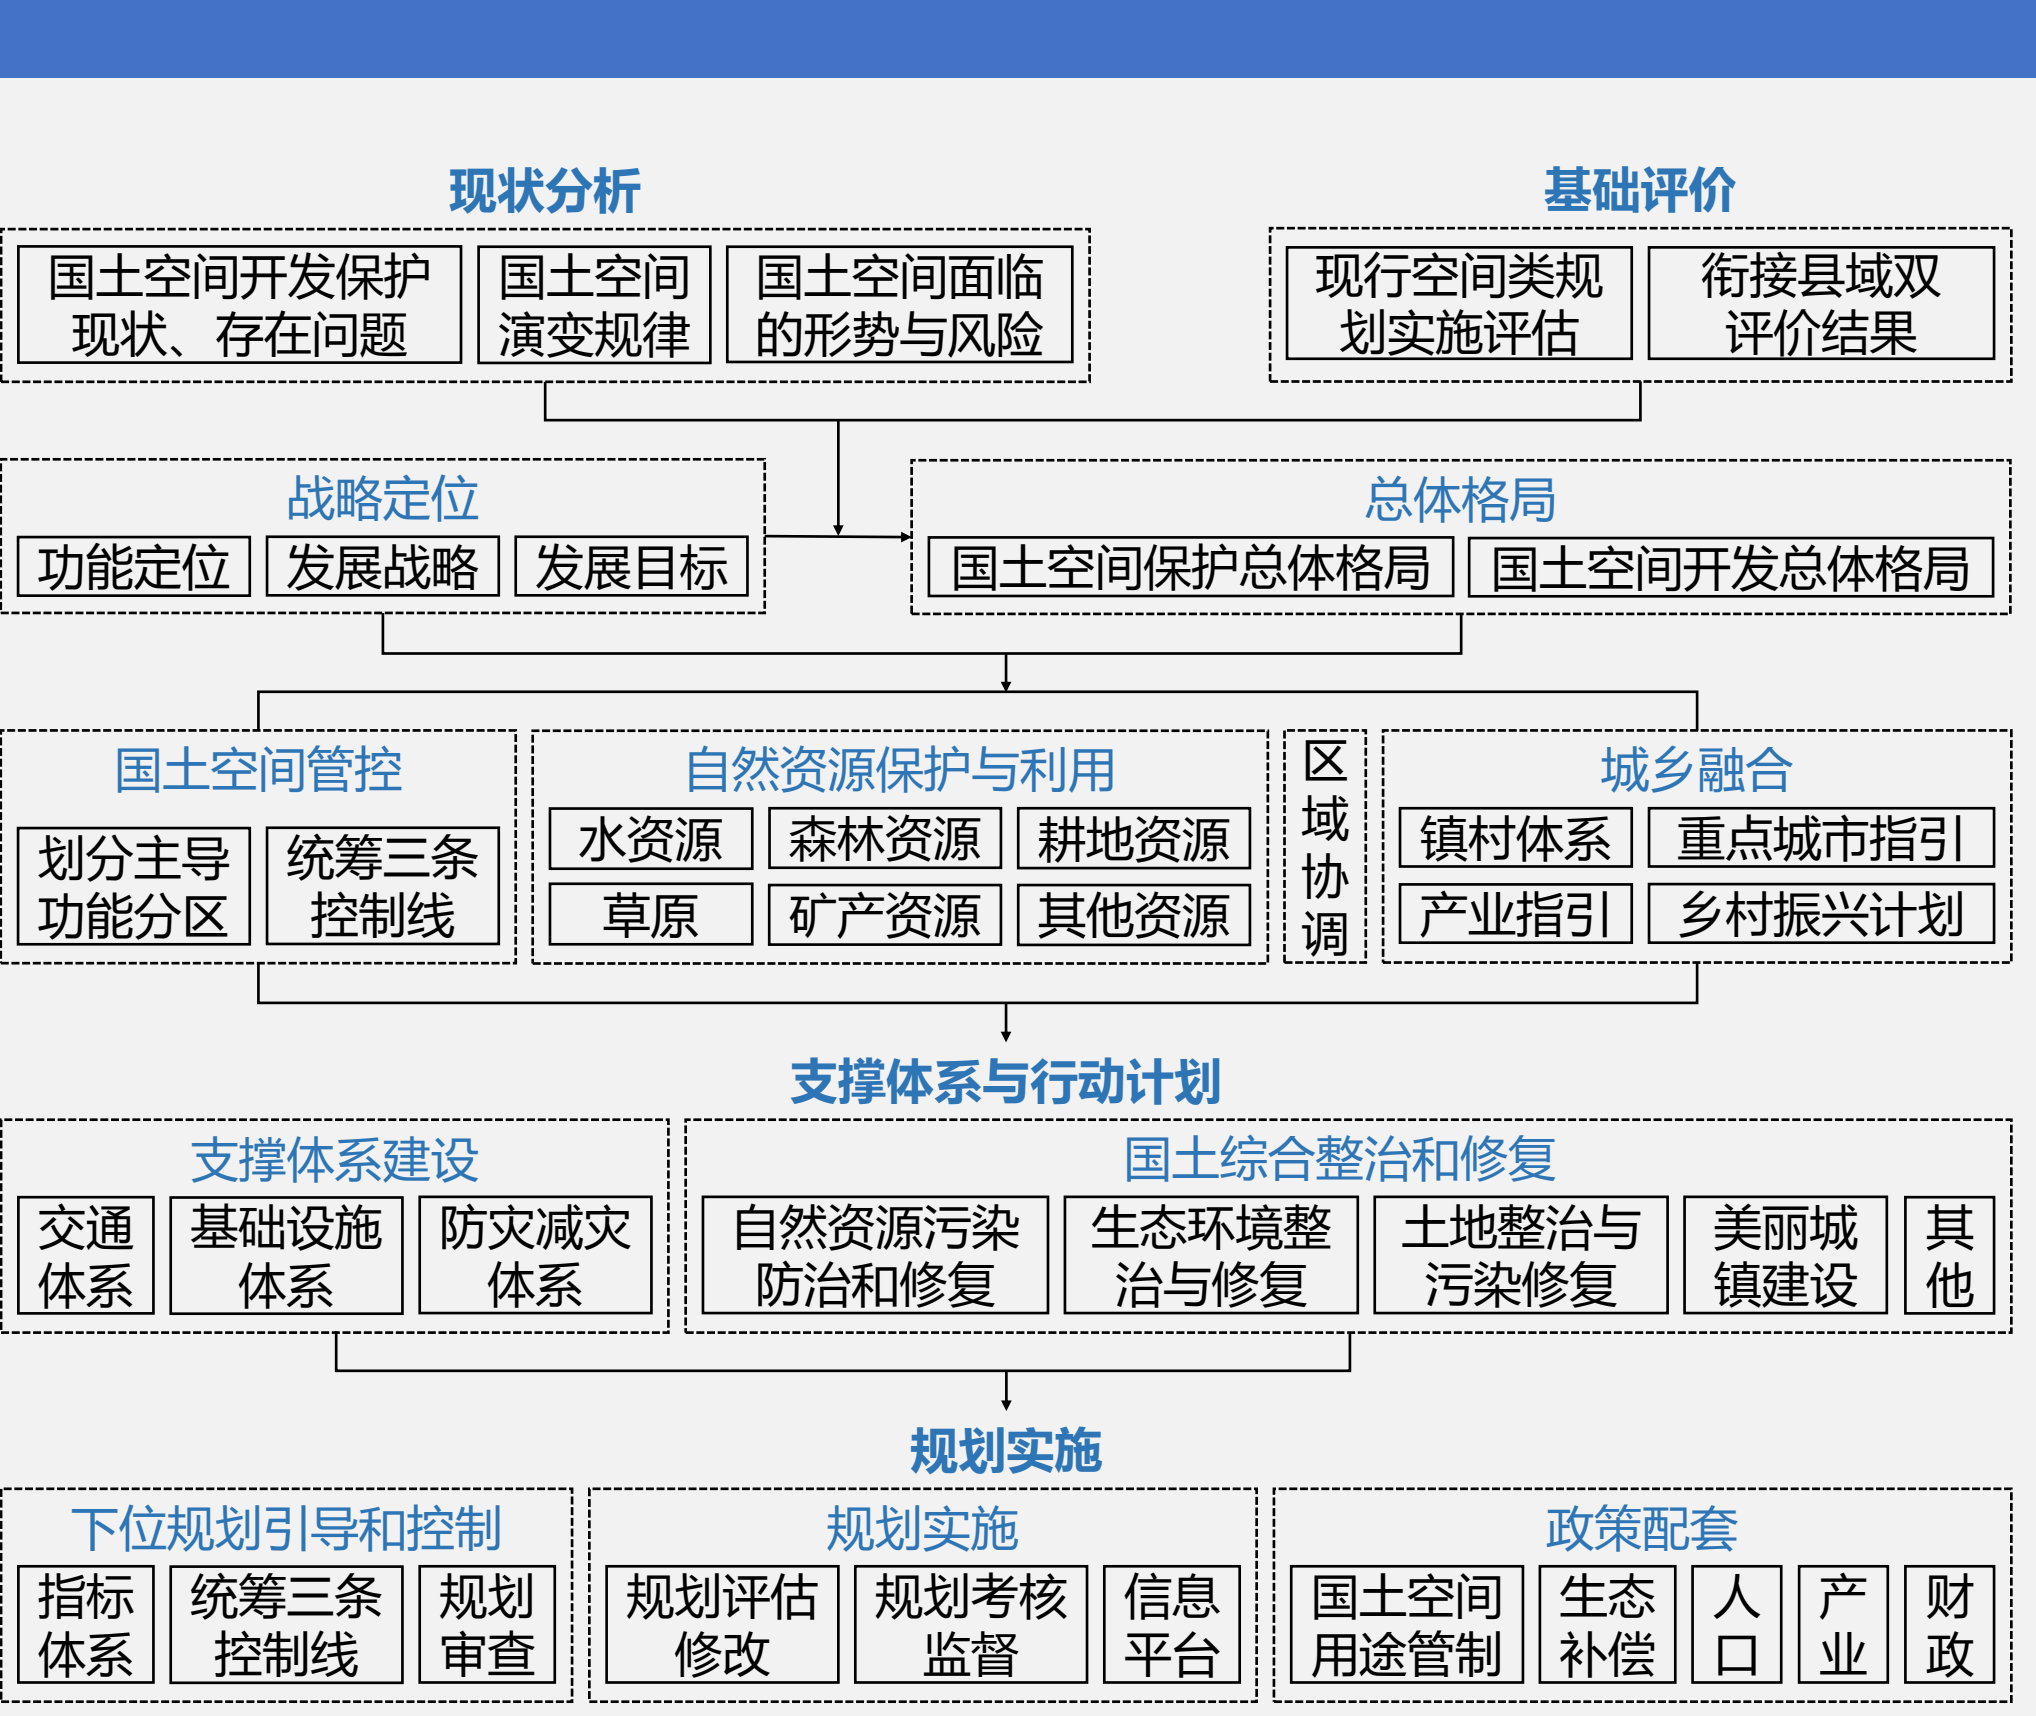 现状分析
基础评价
国土空间开发保护
现状、存在问题
国土空间
演变规律
国土空间面临
的形势与风险
现行空间类规
划实施评估
衔接县域双
评价结果
战略定位
功能定位
发展战略
发展目标
总体格局
国土空间保护总体格局
国土空间开发总体格局
国土空间管控
划分主导
功能分区
统筹三条
控制线
自然资源保护与利用
水资源
森林资源
耕地资源
草原
矿产资源
其他资源
区
域
协
调
城乡融合
镇村体系
重点城市指引
产业指引
乡村振兴计划
支撑体系与行动计划
支撑体系建设
交通
体系
基础设施
体系
防灾减灾
体系
国土综合整治和修复
自然资源污染
防治和修复
生态环境整
治与修复
土地整治与
污染修复
美丽城
镇建设
其
他
规划实施
下位规划引导和控制
指标
体系
统筹三条
控制线
规划
审查
规划实施
规划评估
修改
规划考核
监督
信息
平台
政策配套
国土空间
用途管制
生态
补偿
人
口
产
业
财
政